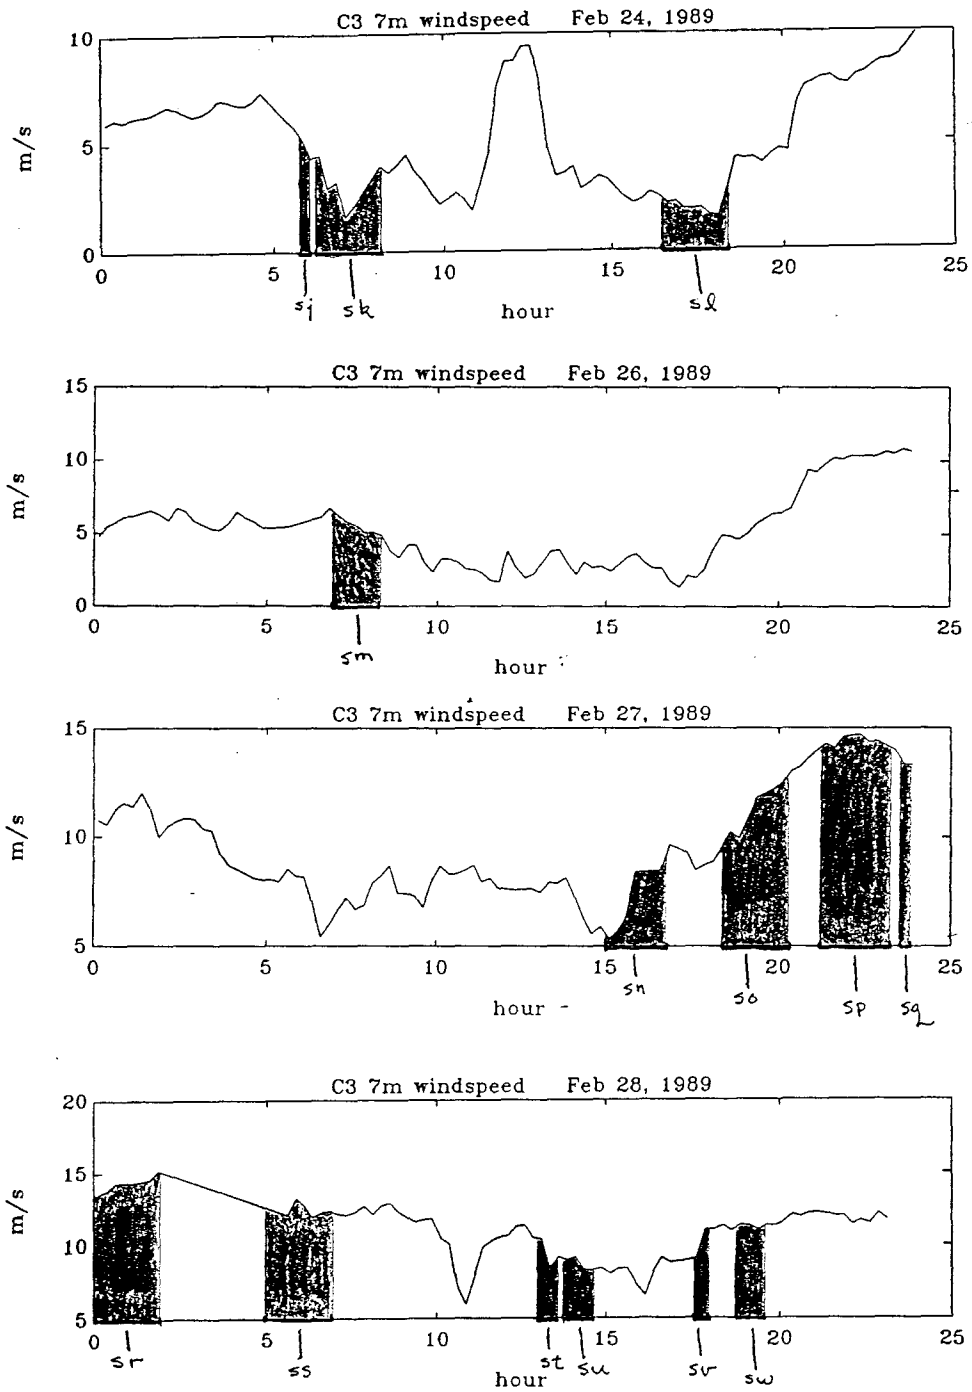 C3 7m windspeed Feb 24, 1989
10
5
0
m/s
0 5 10 15 20 25
sj sk sl
hour
C3 7m windspeed Feb 26, 1989
15
10
5
0
m/s
0 5 10 15 20 25
sm
hour
C3 7m windspeed Feb 27, 1989
15
10
5
m/s
0 5 10 15 20 25
sn so sp sq
hour
C3 7m windspeed Feb 28, 1989
20
15
10
5
m/s
0 5 10 15 20 25
sr ss st su sv sw
hour